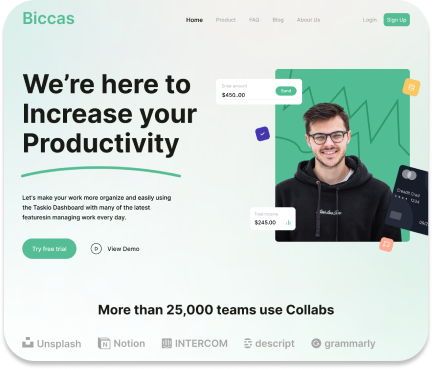 Biccas
Home Product FAQ Blog About Us Login Sign Up
We're here to
Increase your
Productivity
Let's make your work more organize and easily using
the Taskio Dashboard with many of the latest
featuresin managing work every day.
Try free trial
View Demo
$450.00
Send
Credit Card
1234
Total income
$245.00
More than 25,000 teams use Collabs
Unsplash Notion INTERCOM descript grammarly